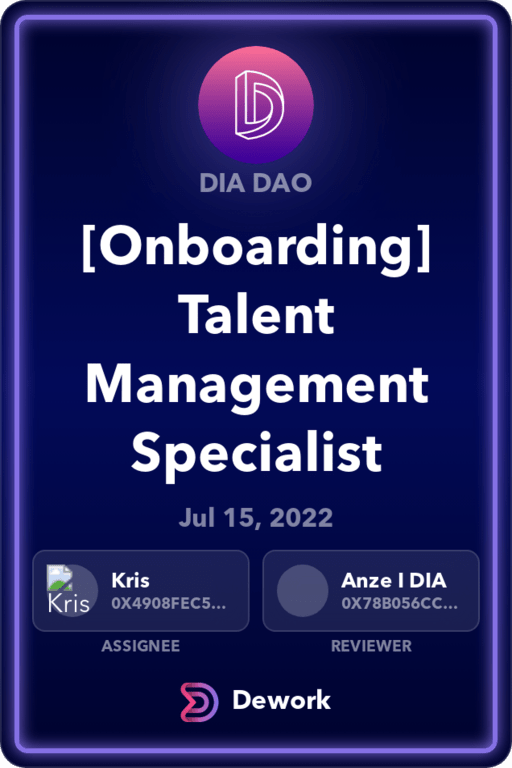 DIA DAO
[Onboarding]
Talent
Management
Specialist
Jul 15, 2022
Kris
Kris
0X4908FEC5...
ASSIGNEE
Anze I DIA
0X78B056CC...
REVIEWER
Dework